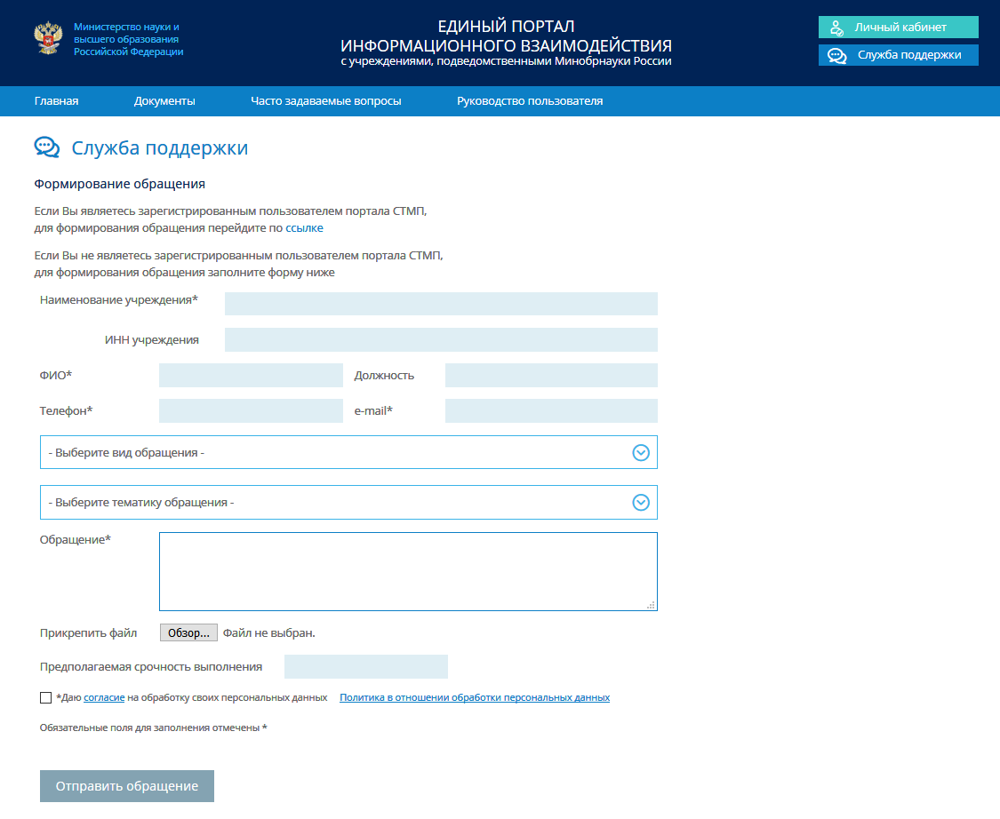 Министерство науки и
высшего образования
Российской Федерации
ЕДИНЫЙ ПОРТАЛ
ИНФОРМАЦИОННОГО ВЗАИМОДЕЙСТВИЯ
с учреждениями, подведомственными Минобрнауки России
Личный кабинет
Служба поддержки
Главная Документы Часто задаваемые вопросы Руководство пользователя
Служба поддержки
Формирование обращения
Если Вы являетесь зарегистрированным пользователем портала СТМП,
для формирования обращения перейдите по ссылке
Если Вы не являетесь зарегистрированным пользователем портала СТМП,
для формирования обращения заполните форму ниже
Наименование учреждения*
ИНН учреждения
ФИО* Должность
Телефон* e-mail*
- Выберите вид обращения -
- Выберите тематику обращения -
Обращение*
Прикрепить файл Обзор... Файл не выбран.
Предполагаемая срочность выполнения
*Даю согласие на обработку своих персональных данных Политика в отношении обработки персональных данных
Обязательные поля для заполнения отмечены *
Отправить обращение